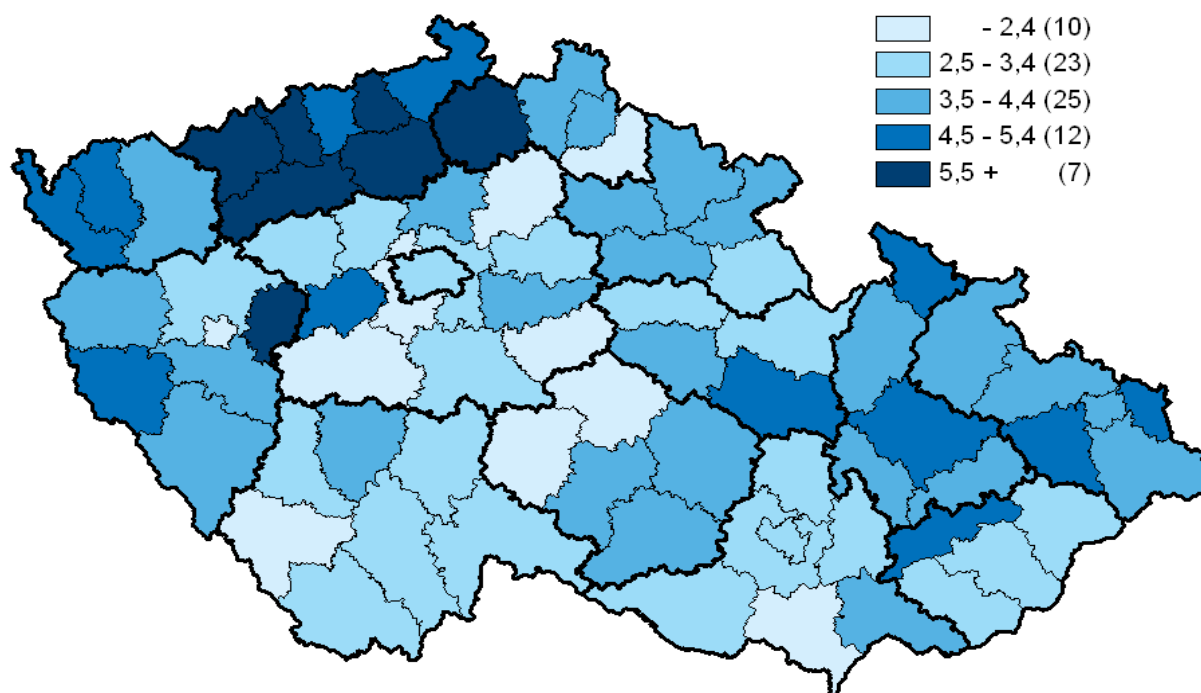 - 2,4 (10)
2,5 - 3,4 (23)
3,5 - 4,4 (25)
4,5 - 5,4 (12)
5,5 + (7)